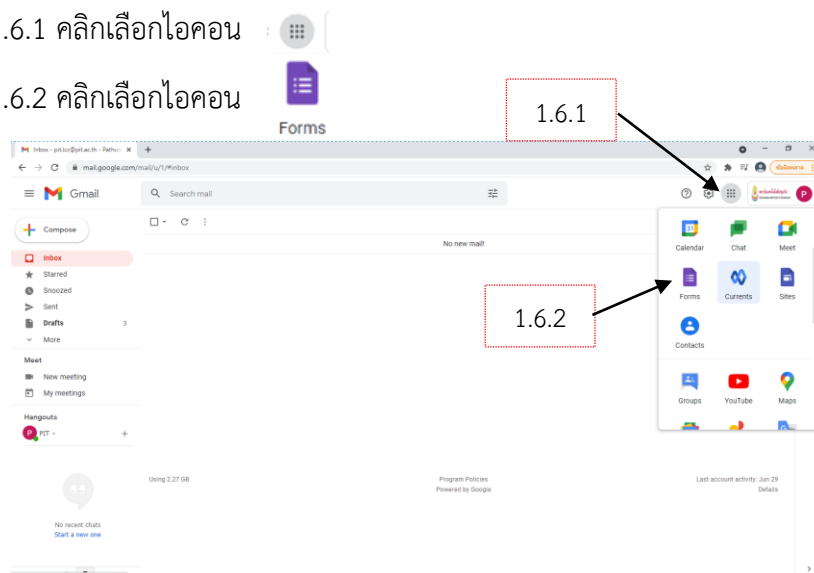 .6.1 คลิกเลือกไอคอน
.6.2 คลิกเลือกไอคอน
Forms
1.6.1
mail.google.com/mail/u/1/#inbox
Gmail
Search mail
P
Compose
No new mail!
Calendar Chat Meet
Inbox
Starred
Snoozed
Sent
Drafts 3
More
Forms Currents Sites
1.6.2
Contacts
Meet
New meeting
My meetings
Groups YouTube Maps
Hangouts
P PIT
Using 2.27 GB
Program Policies
Powered by Google
Last account activity: Jun 29
Details
No recent chats
Start a new one